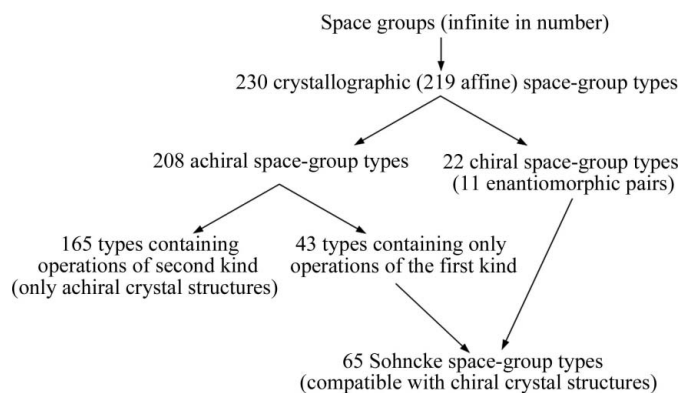 Space groups (infinite in number)
230 crystallographic (219 affine) space-group types
208 achiral space-group types
22 chiral space-group types
(11 enantiomorphic pairs)
165 types containing
operations of second kind
(only achiral crystal structures)
43 types containing only
operations of the first kind
65 Sohncke space-group types
(compatible with chiral crystal structures)